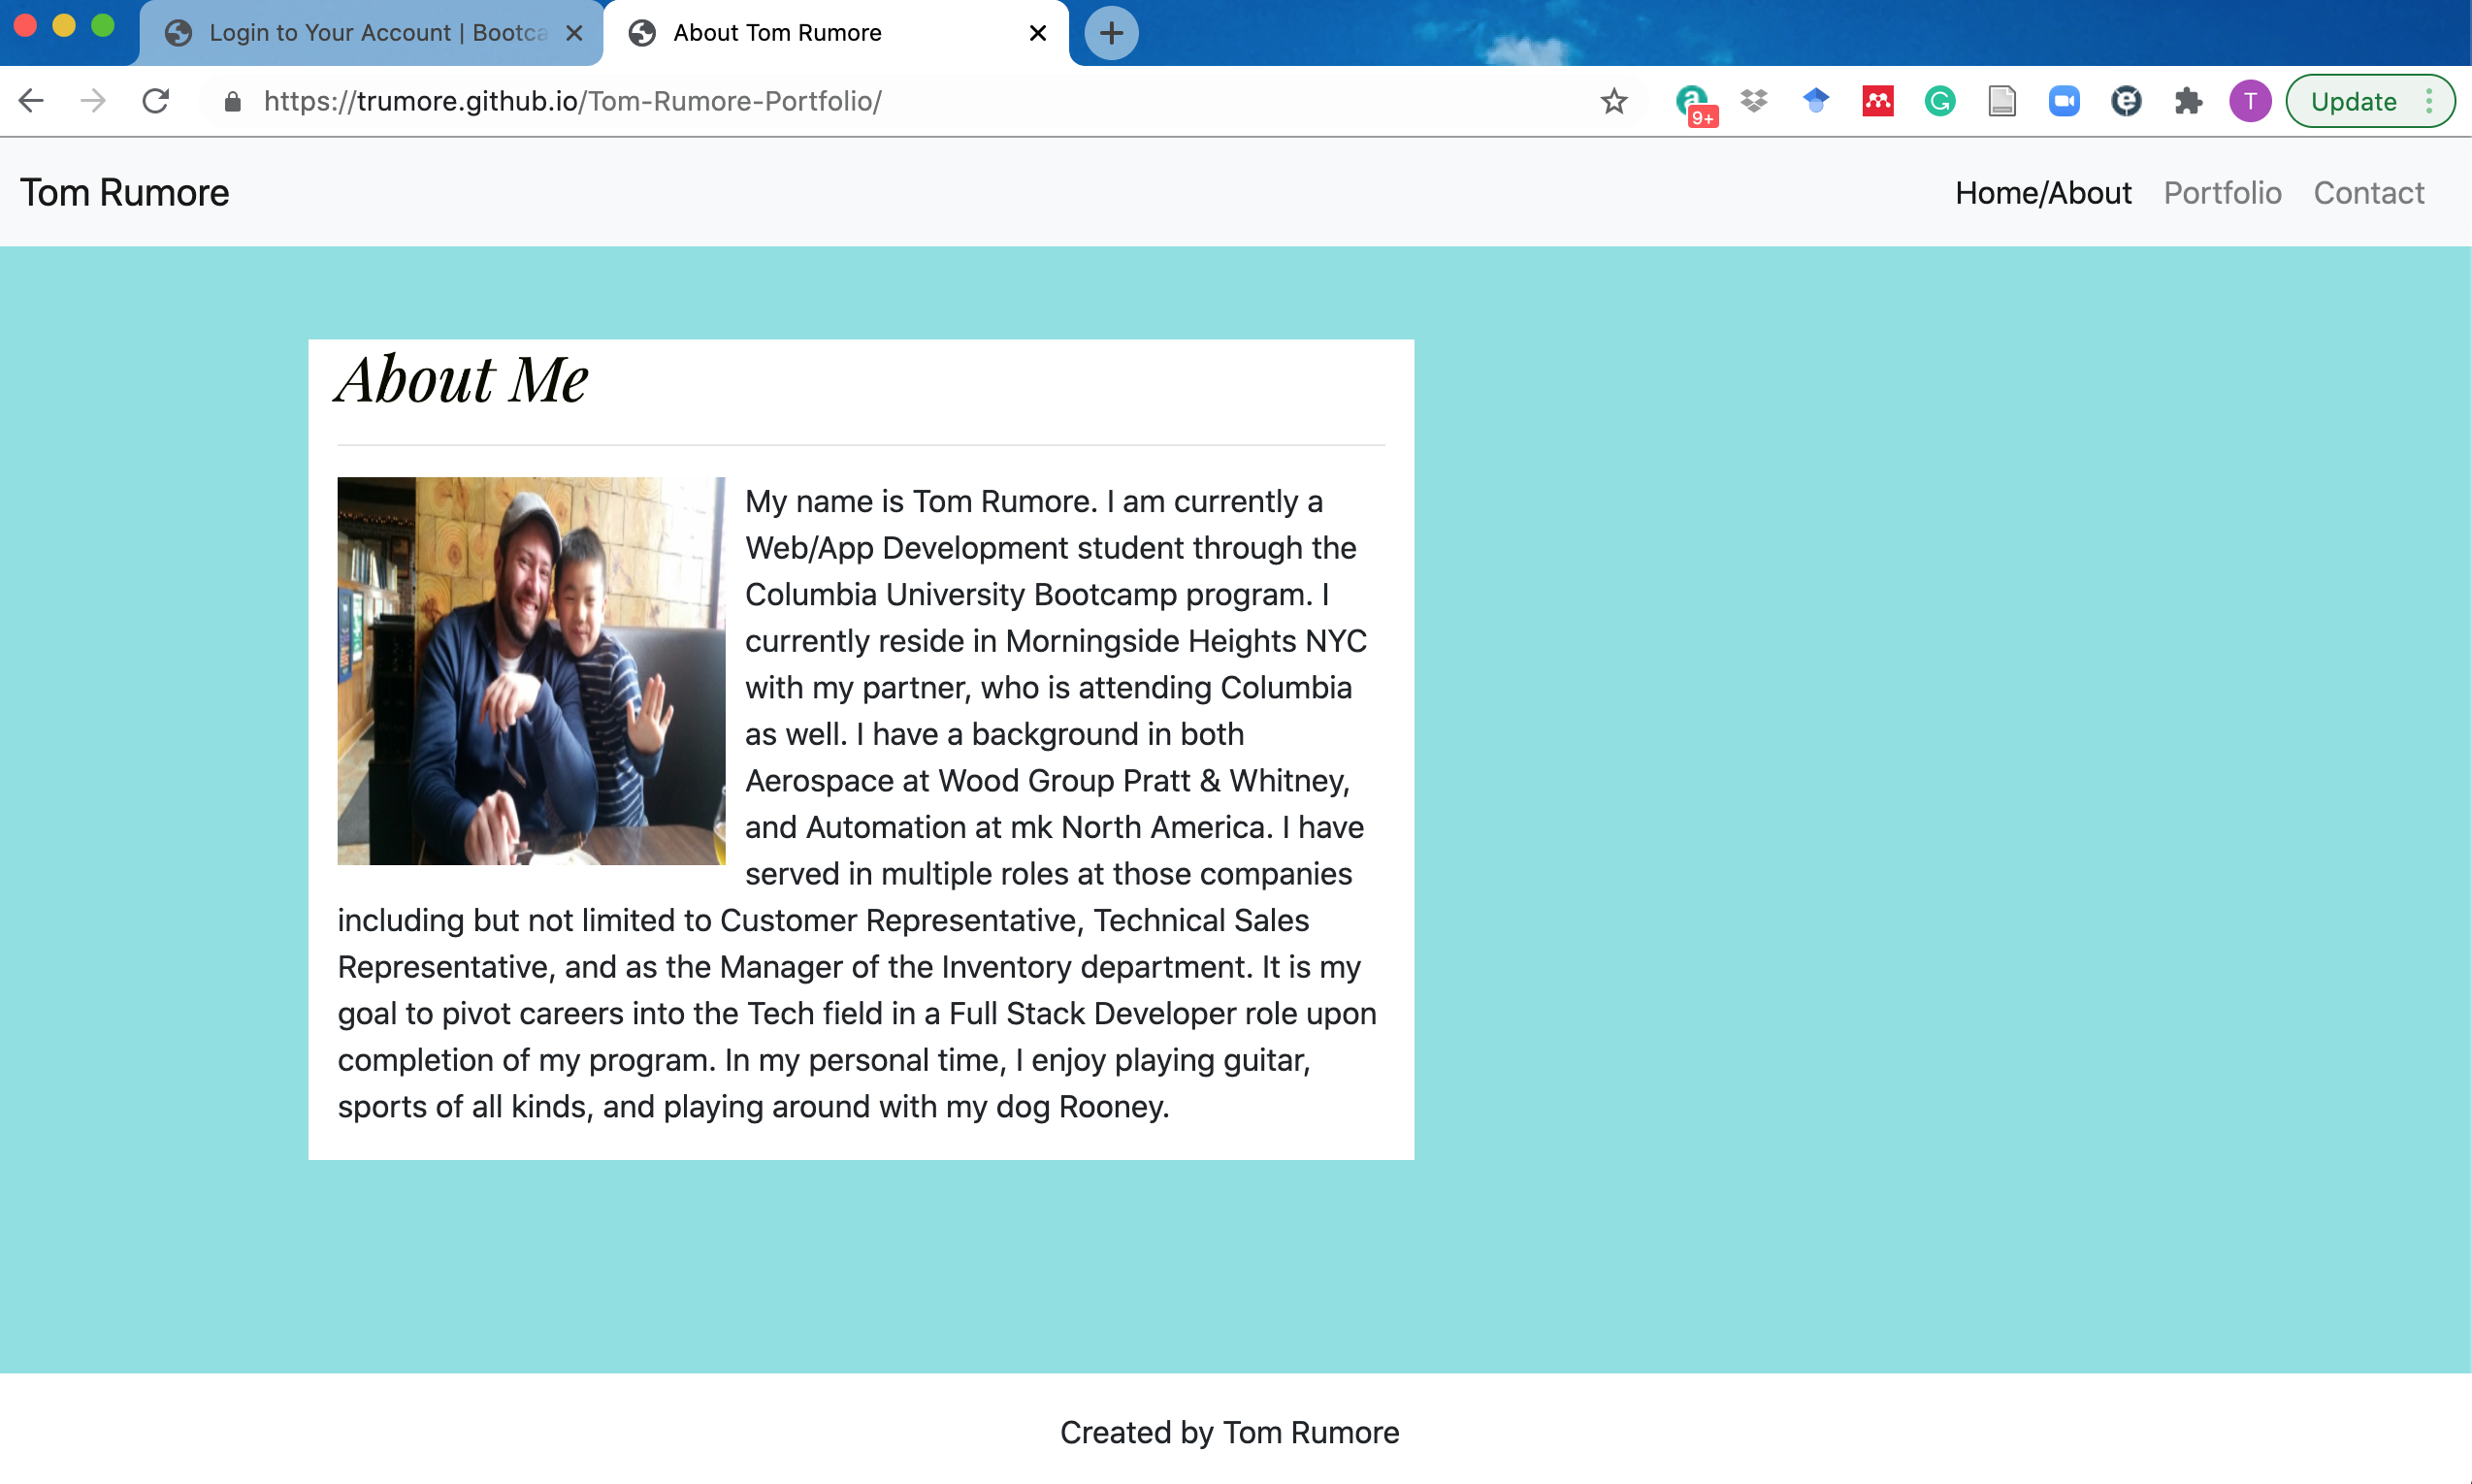 Login to Your Account | Bootca
About Tom Rumore
https://trumore.github.io/Tom-Rumore-Portfolio/
9+
T
Update
Tom Rumore
Home/About Portfolio Contact
About Me
My name is Tom Rumore. I am currently a
Web/App Development student through the
Columbia University Bootcamp program. I
currently reside in Morningside Heights NYC
with my partner, who is attending Columbia
as well. I have a background in both
Aerospace at Wood Group Pratt & Whitney,
and Automation at mk North America. I have
served in multiple roles at those companies
including but not limited to Customer Representative, Technical Sales
Representative, and as the Manager of the Inventory department. It is my
goal to pivot careers into the Tech field in a Full Stack Developer role upon
completion of my program. In my personal time, I enjoy playing guitar,
sports of all kinds, and playing around with my dog Rooney.
Created by Tom Rumore